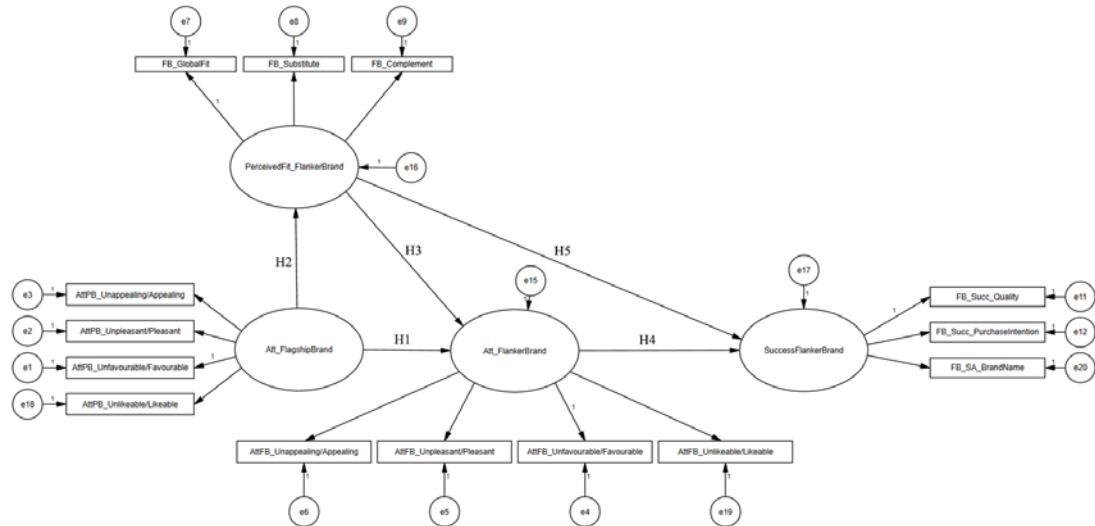 e7
e8
e9
1
1
1
FB_GlobalFit
FB_Substitute
FB_Complement
1
PerceivedFit_FlankerBrand
1
e16
H2
H3
H5
e3
1
AttPB_Unappealing/Appealing
e2
1
AttPB_Unpleasant/Pleasant
e1
1
AttPB_Unfavourable/Favourable
1
e18
1
AttPB_Unlikeable/Likeable
Att_FlagshipBrand
H1
e15
1
Att_FlankerBrand
H4
e17
1
SuccessFlankerBrand
1
FB_Succ_Quality
1
e11
FB_Succ_PurchaseIntention
1
e12
FB_SA_BrandName
1
e20
1
AttFB_Unappealing/Appealing
AttFB_Unpleasant/Pleasant
AttFB_Unfavourable/Favourable
AttFB_Unlikeable/Likeable
1
1
1
1
e6
e5
e4
e19